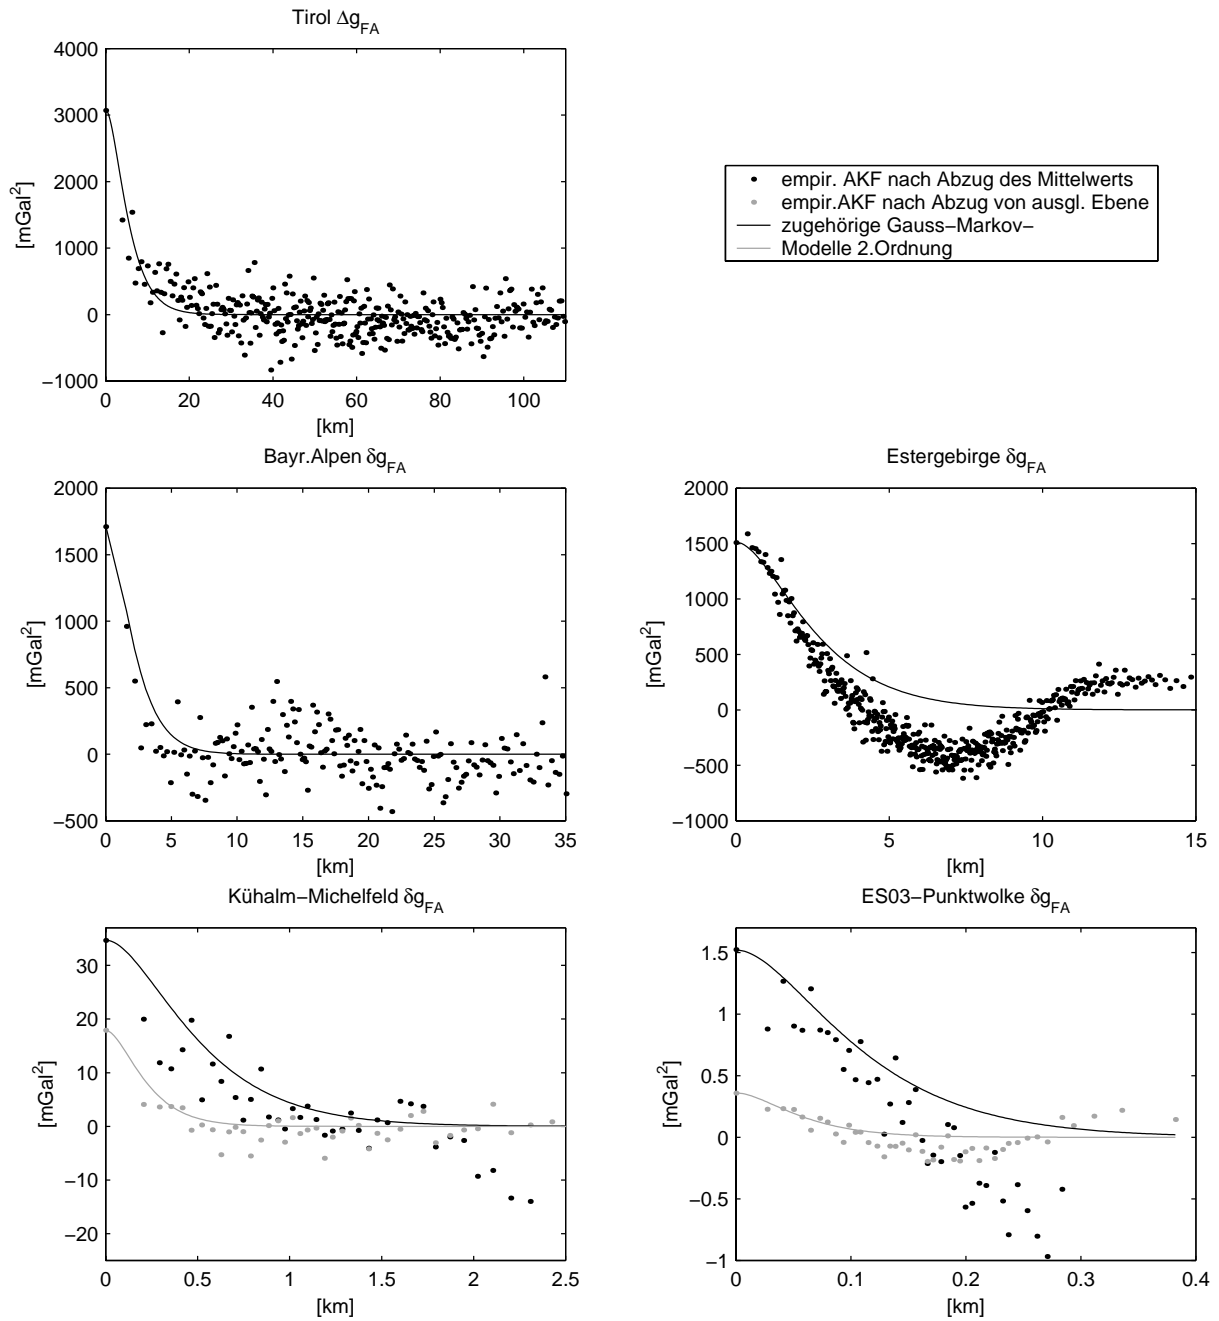 Tirol Δg_FA
4000
3000
2000
1000
0
−1000
[mGal²]
0 20 40 60 80 100
[km]
empir. AKF nach Abzug des Mittelwerts
empir.AKF nach Abzug von ausgl. Ebene
zugehörige Gauss−Markov−
Modelle 2.Ordnung
Bayr.Alpen δg_FA
2000
1500
1000
500
0
−500
[mGal²]
0 5 10 15 20 25 30 35
[km]
Estergebirge δg_FA
2000
1500
1000
500
0
−500
−1000
[mGal²]
0 5 10 15
[km]
Kühalm−Michelfeld δg_FA
30
20
10
0
−10
−20
[mGal²]
0 0.5 1 1.5 2 2.5
[km]
ES03−Punktwolke δg_FA
1.5
1
0.5
0
−0.5
−1
[mGal²]
0 0.1 0.2 0.3 0.4
[km]